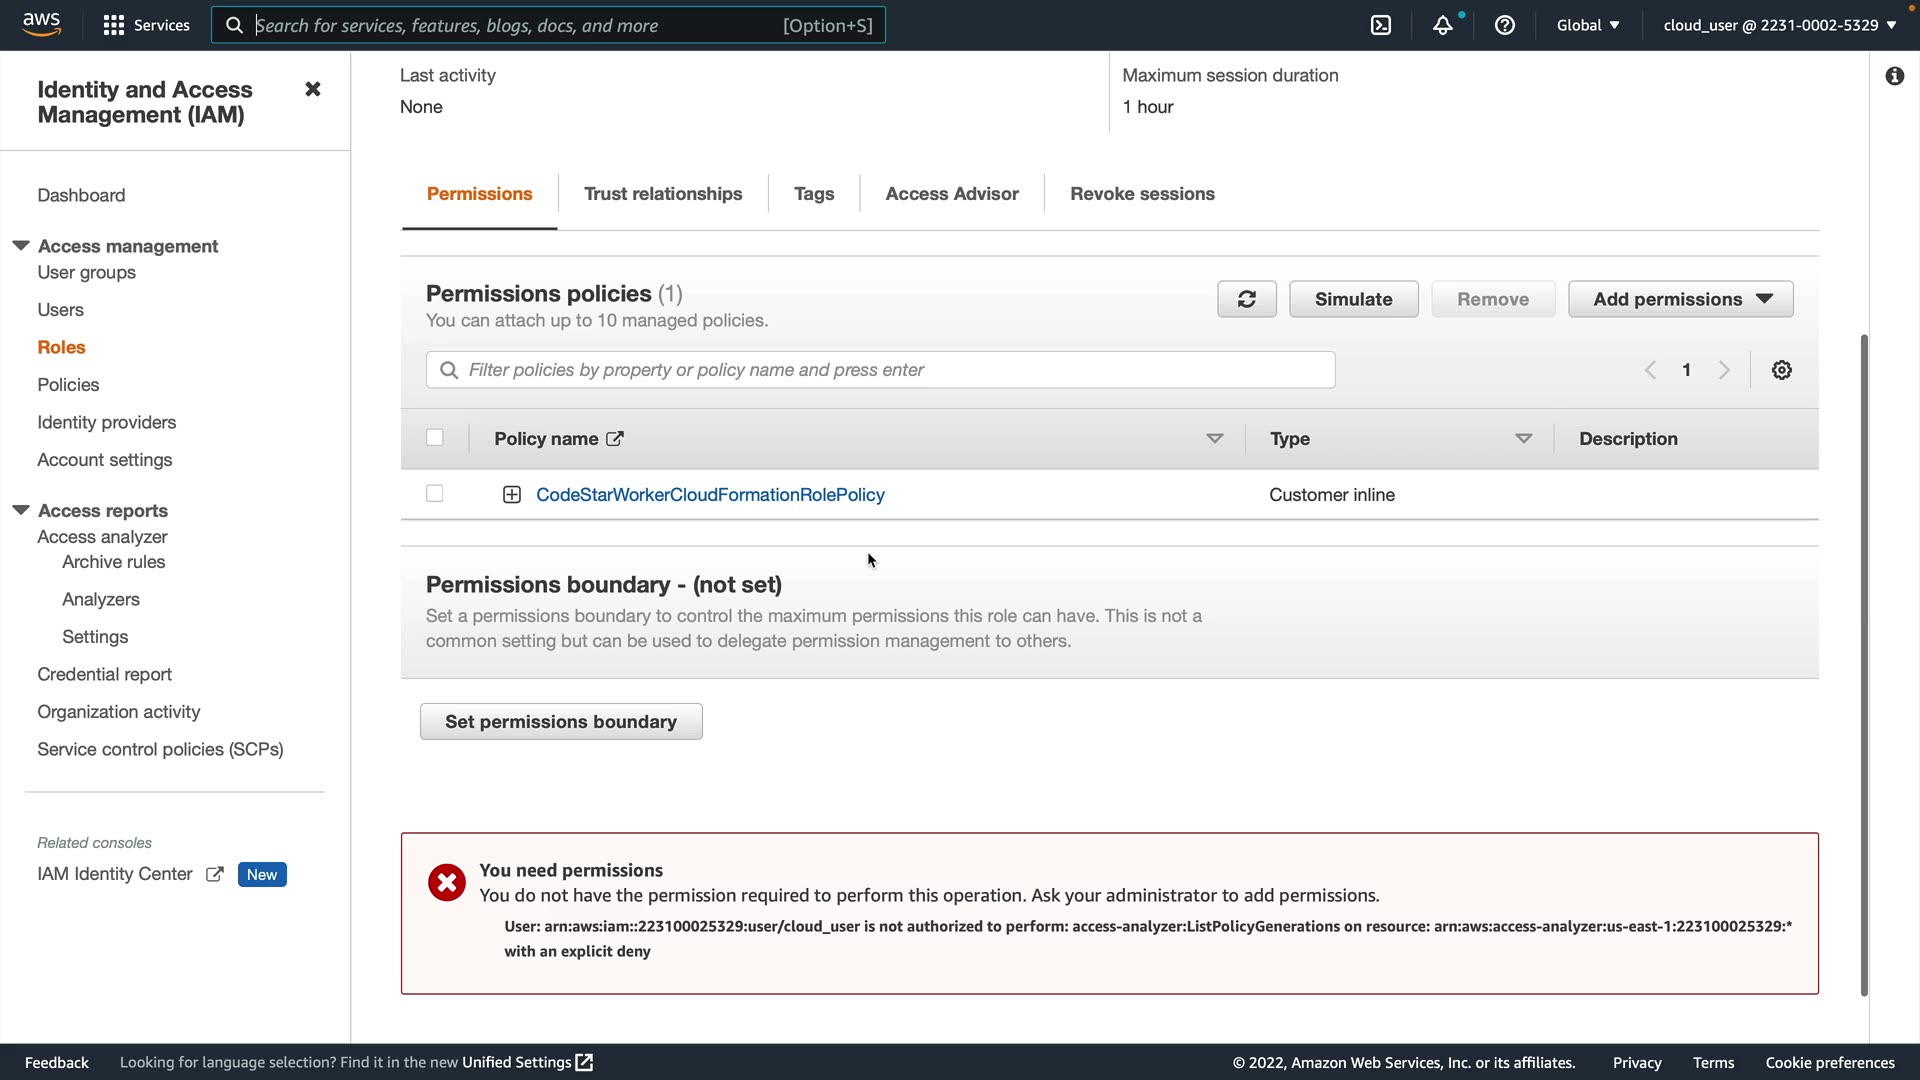 aws
Services
Search for services, features, blogs, docs, and more
[Option+S]
Global
cloud_user @ 2231-0002-5329
Identity and Access
Management (IAM)
Dashboard
Access management
User groups
Users
Roles
Policies
Identity providers
Account settings
Access reports
Access analyzer
Archive rules
Analyzers
Settings
Credential report
Organization activity
Service control policies (SCPs)
Related consoles
IAM Identity Center
New
Last activity
None
Maximum session duration
1 hour
Permissions
Trust relationships
Tags
Access Advisor
Revoke sessions
Permissions policies (1)
You can attach up to 10 managed policies.
Simulate
Remove
Add permissions
Filter policies by property or policy name and press enter
1
Policy name
Type
Description
CodeStarWorkerCloudFormationRolePolicy
Customer inline
Permissions boundary - (not set)
Set a permissions boundary to control the maximum permissions this role can have. This is not a
common setting but can be used to delegate permission management to others.
Set permissions boundary
You need permissions
You do not have the permission required to perform this operation. Ask your administrator to add permissions.
User: arn:aws:iam::223100025329:user/cloud_user is not authorized to perform: access-analyzer:ListPolicyGenerations on resource: arn:aws:access-analyzer:us-east-1:223100025329:*
with an explicit deny
Feedback
Looking for language selection? Find it in the new Unified Settings
© 2022, Amazon Web Services, Inc. or its affiliates.
Privacy
Terms
Cookie preferences